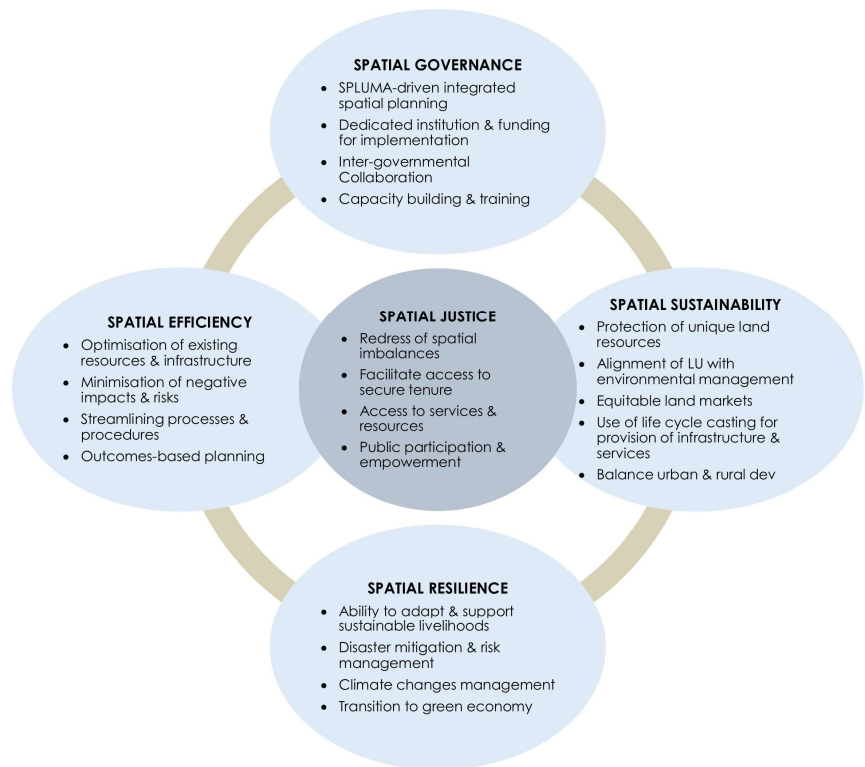 SPATIAL GOVERNANCE
• SPLUMA-driven integrated
spatial planning
• Dedicated institution & funding
for implementation
• Inter-governmental
Collaboration
• Capacity building & training
SPATIAL EFFICIENCY
• Optimisation of existing
resources & infrastructure
• Minimisation of negative
impacts & risks
• Streamlining processes &
procedures
• Outcomes-based planning
SPATIAL JUSTICE
• Redress of spatial
imbalances
• Facilitate access to
secure tenure
• Access to services &
resources
• Public participation &
empowerment
SPATIAL SUSTAINABILITY
• Protection of unique land
resources
• Alignment of LU with
environmental management
• Equitable land markets
• Use of life cycle casting for
provision of infrastructure &
services
• Balance urban & rural dev
SPATIAL RESILIENCE
• Ability to adapt & support
sustainable livelihoods
• Disaster mitigation & risk
management
• Climate changes management
• Transition to green economy